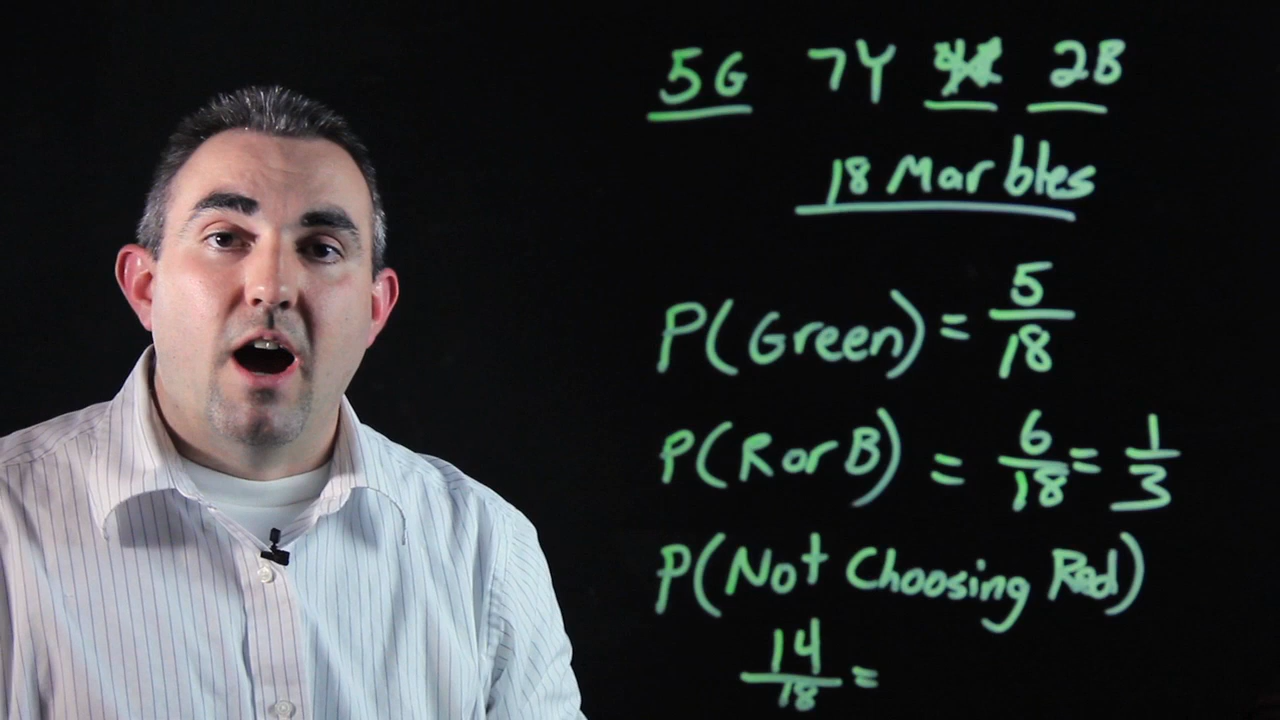 5G 7Y 2B
18 Marbles
P(Green) = 5/18
P(R or B) = 6/18 = 1/3
P(Not Choosing Red)
14/18 =